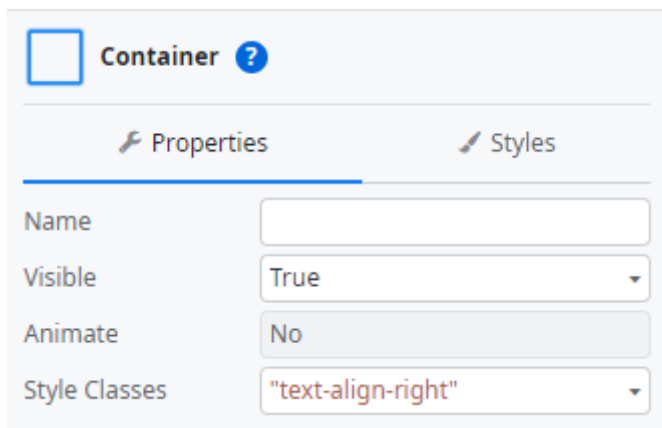 Container ?
Properties Styles
Name
Visible True
Animate No
Style Classes "text-align-right"